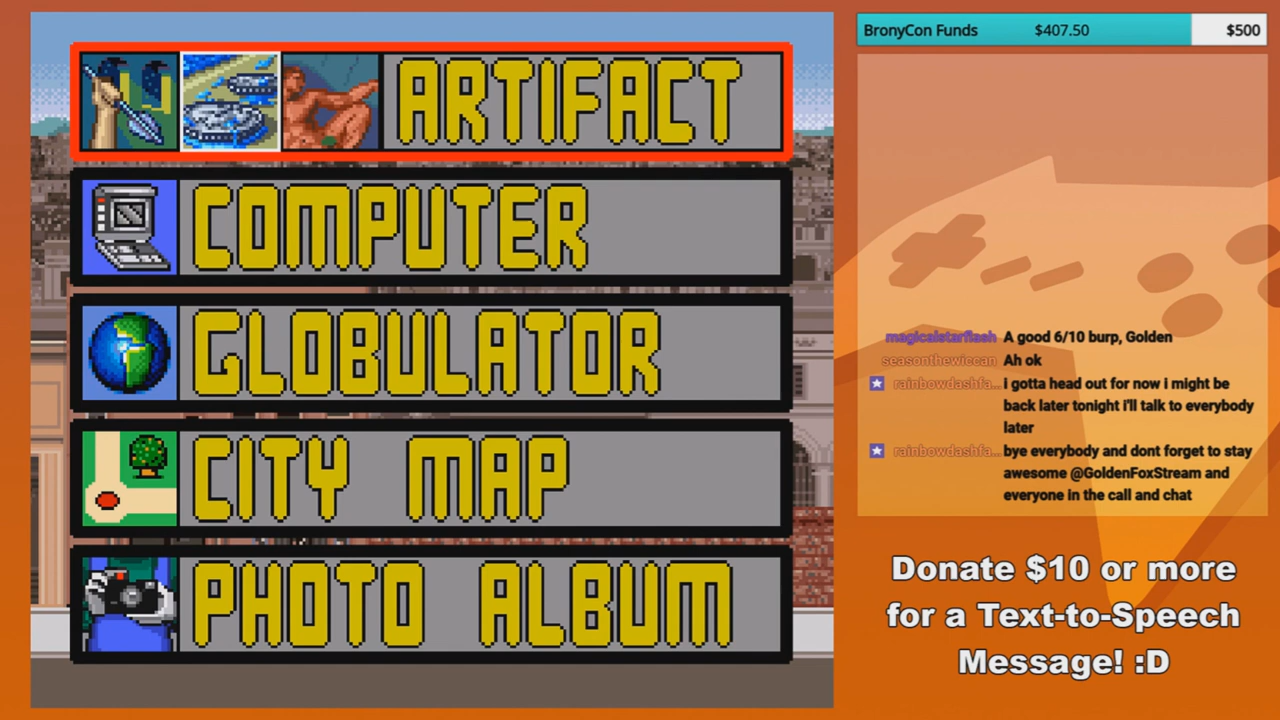 ARTIFACT
COMPUTER
GLOBULATOR
CITY MAP
PHOTO ALBUM
BronyCon Funds $407.50 $500
magicalstarflash A good 6/10 burp, Golden
seasonthewiccan Ah ok
rainbowdashfa... i gotta head out for now i might be
back later tonight i'll talk to everybody
later
rainbowdashfa... bye everybody and dont forget to stay
awesome @GoldenFoxStream and
everyone in the call and chat
Donate $10 or more
for a Text-to-Speech
Message! :D